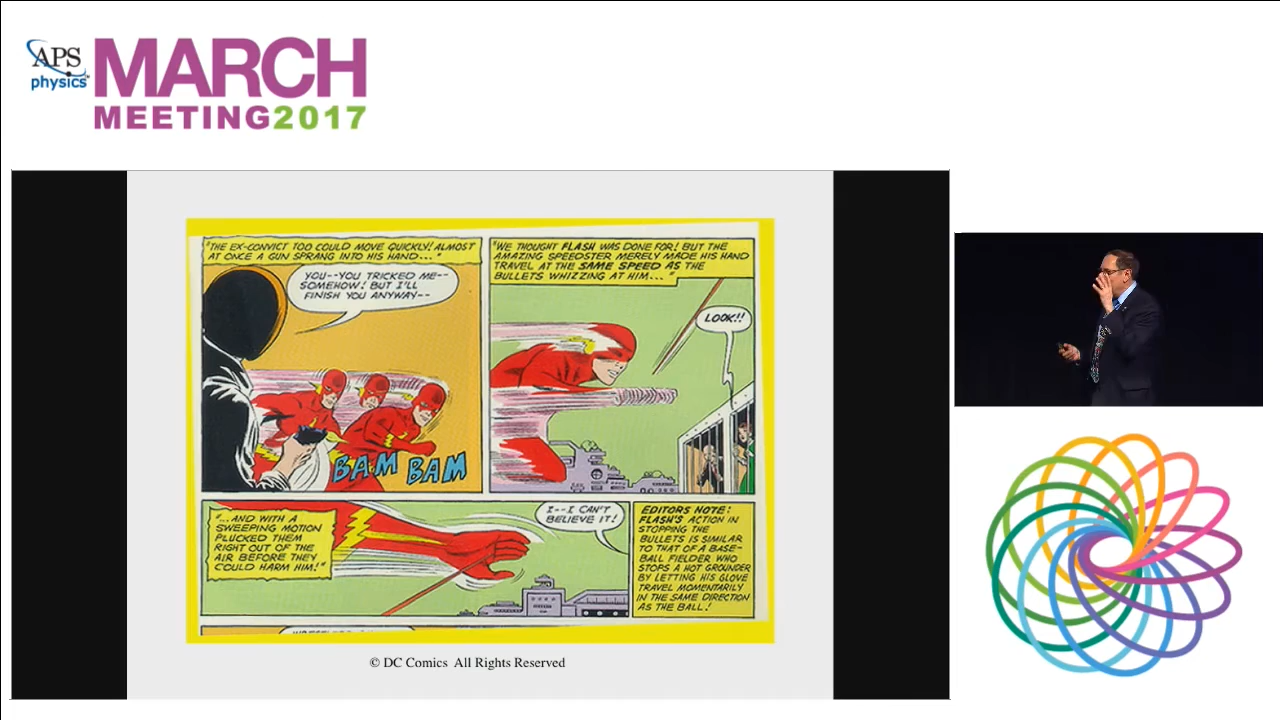 APS
physics
MARCH
MEETING2017
"THE EX-CONVICT TOO COULD MOVE QUICKLY! ALMOST
AT ONCE A GUN SPRANG INTO HIS HAND..."
YOU--YOU TRICKED ME--
SOMEHOW! BUT I'LL
FINISH YOU ANYWAY--
BAM BAM
"WE THOUGHT FLASH WAS DONE FOR! BUT THE
AMAZING SPEEDSTER MERELY MADE HIS HAND
TRAVEL AT THE SAME SPEED AS THE
BULLETS WHIZZING AT HIM..."
LOOK!!
"...AND WITH A
SWEEPING MOTION
PLUCKED THEM
RIGHT OUT OF THE
AIR BEFORE THEY
COULD HARM HIM!"
I--I CAN'T
BELIEVE IT!
EDITORS NOTE:
FLASH'S ACTION IN
STOPPING THE
BULLETS IS SIMILAR
TO THAT OF A BASE-
BALL FIELDER WHO
STOPS A HOT GROUNDER
BY LETTING HIS GLOVE
TRAVEL MOMENTARILY
IN THE SAME DIRECTION
AS THE BALL!
© DC Comics All Rights Reserved